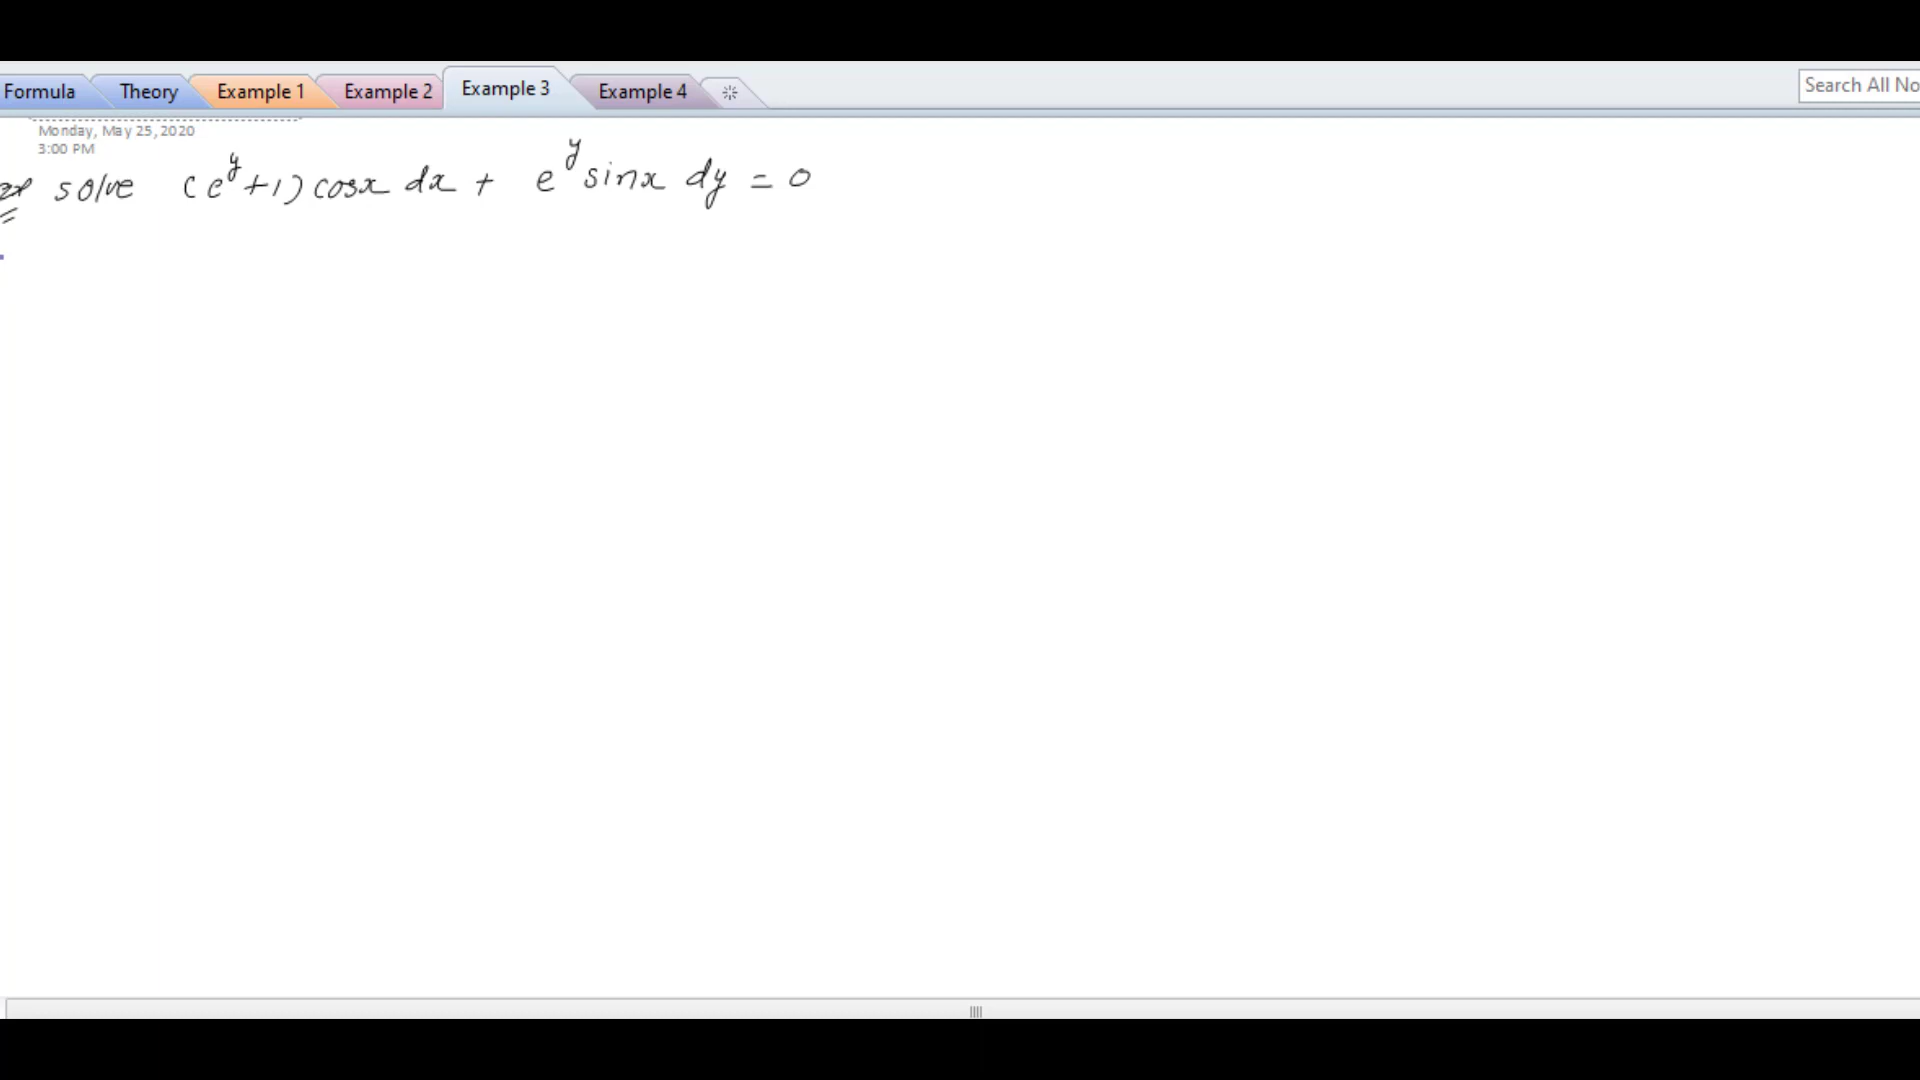 Formula Theory Example 1 Example 2 Example 3 Example 4 Search All No
Monday, May 25, 2020
3:00 PM
solve (e^y+1) cosx dx + e^y sinx dy = 0